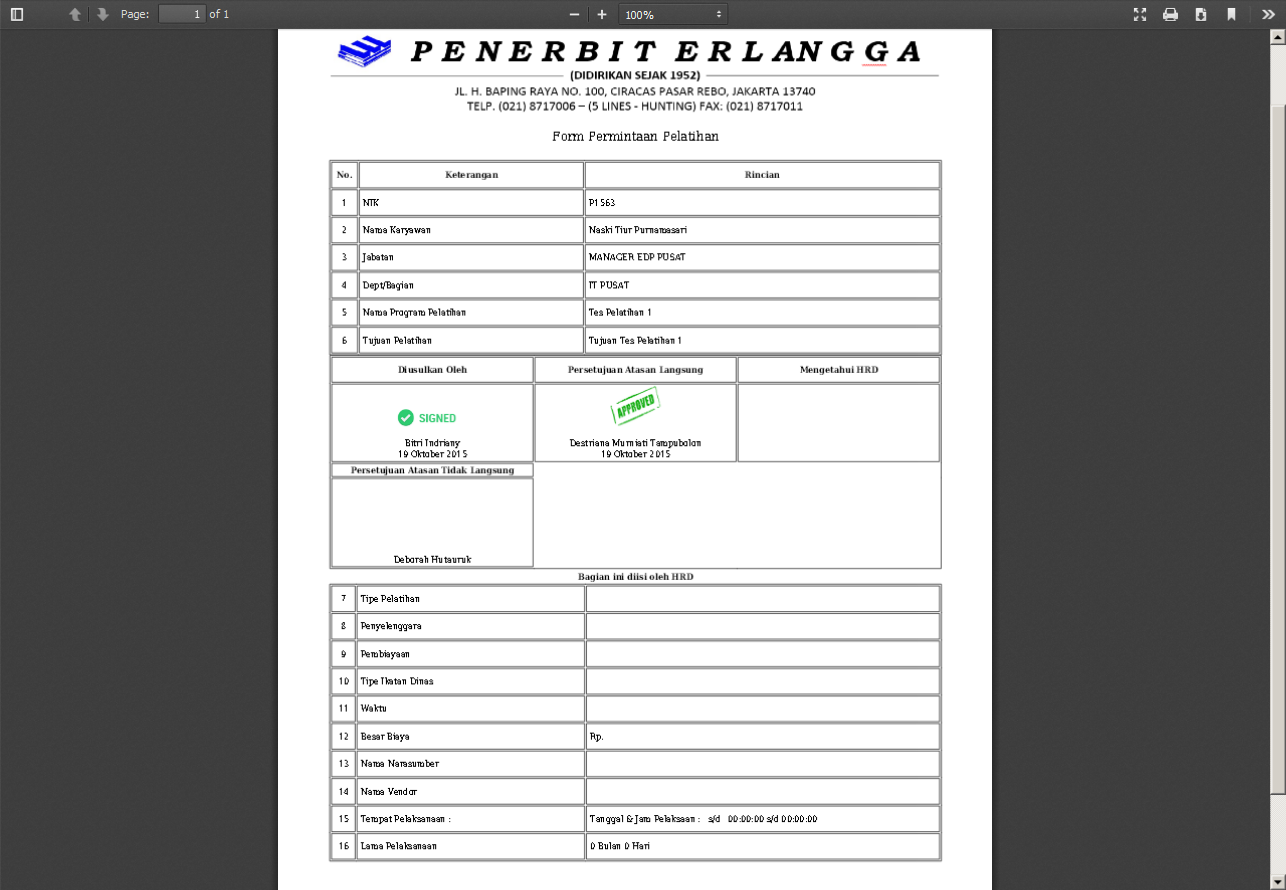 Page: 1 of 1 100%
PENERBIT ERLANGGA
(DIDIRIKAN SEJAK 1952)
JL. H. BAPING RAYA NO. 100, CIRACAS PASAR REBO, JAKARTA 13740
TELP. (021) 8717006 – (5 LINES - HUNTING) FAX: (021) 8717011
Form Permintaan Pelatihan
No. Keterangan Rincian
1 NIK P1563
2 Nama Karyawan Naski Tiur Purnamasari
3 Jabatan MANAGER EDP PUSAT
4 Dept/Bagian IT PUSAT
5 Nama Program Pelatihan Tes Pelatihan 1
6 Tujuan Pelatihan Tujuan Tes Pelatihan 1
Diusulkan Oleh Persetujuan Atasan Langsung Mengetahui HRD
SIGNED APPROVED
Bitri Indriany Destriana Murniati Tampubolon
19 Oktober 2015 19 Oktober 2015
Persetujuan Atasan Tidak Langsung
Deborah Hutauruk
Bagian ini diisi oleh HRD
7 Tipe Pelatihan
8 Penyelenggara
9 Pembiayaan
10 Tipe Ikatan Dinas
11 Waktu
12 Besar Biaya Rp.
13 Nama Narasumber
14 Nama Vendor
15 Tempat Pelaksanaan : Tanggal & Jam Pelaksaan : s/d 00:00:00 s/d 00:00:00
16 Lama Pelaksanaan 0 Bulan 0 Hari